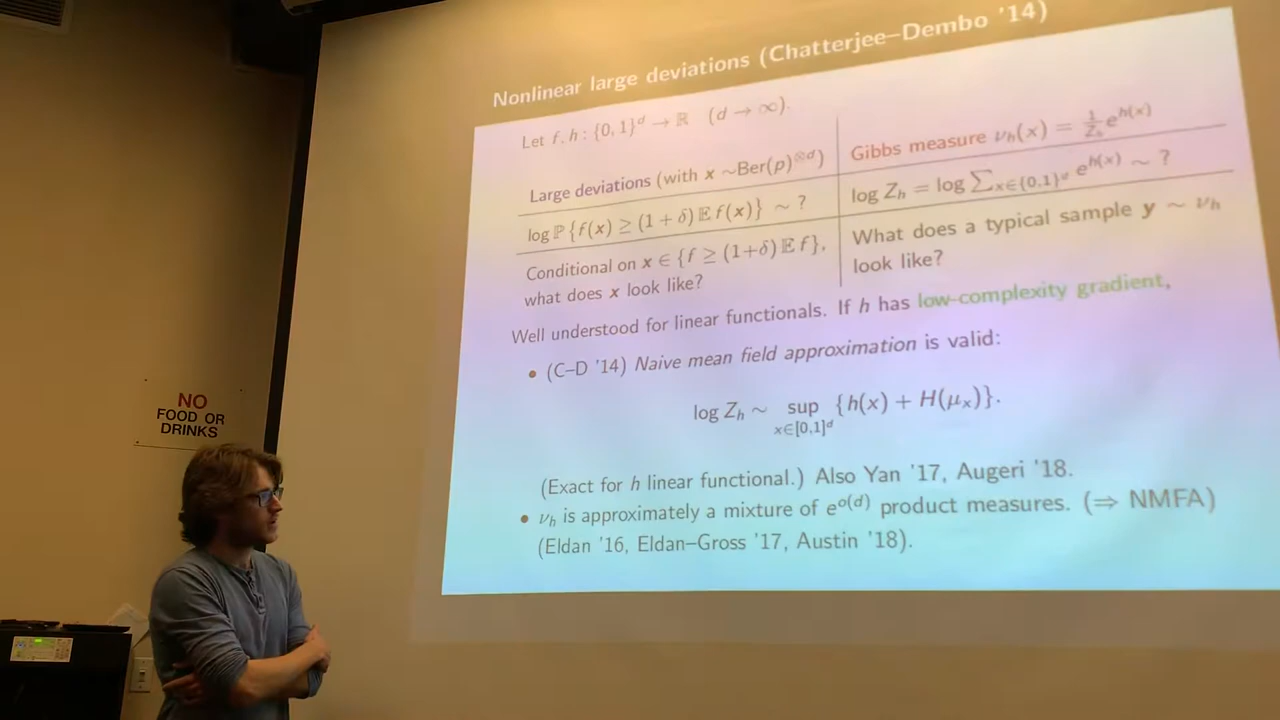 Nonlinear large deviations (Chatterjee–Dembo '14)
Let f, h : {0, 1}^d → ℝ (d → ∞).
Large deviations (with x ∼Ber(p)^{⊗d})
Gibbs measure ν_h(x) = 1/Z_h e^{h(x)}
log ℙ {f(x) ≥ (1 + δ) 𝔼 f(x)} ∼ ?
log Z_h = log ∑_{x∈{0,1}^d} e^{h(x)} ∼ ?
Conditional on x ∈ {f ≥ (1+δ) 𝔼 f},
what does x look like?
What does a typical sample y ∼ ν_h
look like?
Well understood for linear functionals. If h has low-complexity gradient,
• (C–D '14) Naive mean field approximation is valid:
log Z_h ∼ sup_{x∈[0,1]^d} {h(x) + H(μ_x)}.
(Exact for h linear functional.) Also Yan '17, Augeri '18.
• ν_h is approximately a mixture of e^{o(d)} product measures. (⇒ NMFA)
(Eldan '16, Eldan–Gross '17, Austin '18).
NO
FOOD OR
DRINKS